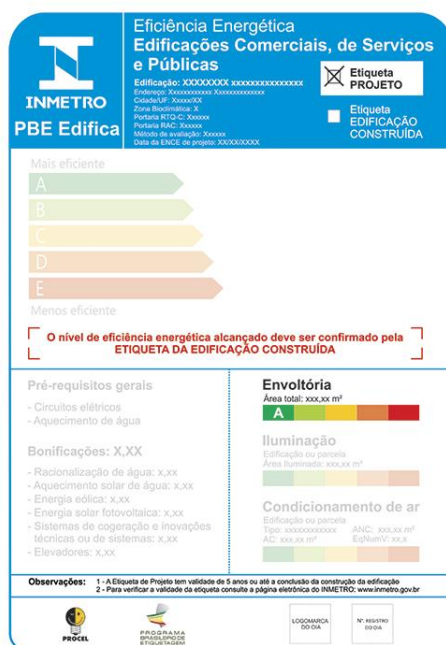 INMETRO
PBE Edifica
Eficiência Energética
Edificações Comerciais, de Serviços
e Públicas
Edificação: XXXXXXXX xxxxxxxxxxxxxxx
Endereço: Xxxxxxxxxxx Xxxxxxxxxxxxx
Cidade/UF: Xxxxx/XX
Zona Bioclimática: X
Portaria RTQ-C: Xxxxxx
Portaria RAC: Xxxxxx
Método de avaliação: Xxxxxx
Data da ENCE de projeto: XX/XX/XXXX
Etiqueta
PROJETO
Etiqueta
EDIFICAÇÃO
CONSTRUÍDA
Mais eficiente
A
B
C
D
E
Menos eficiente
O nível de eficiência energética alcançado deve ser confirmado pela
ETIQUETA DA EDIFICAÇÃO CONSTRUÍDA
Pré-requisitos gerais
- Circuitos elétricos
- Aquecimento de água
Bonificações: X,XX
- Racionalização de água: x,xx
- Aquecimento solar de água: x,xx
- Energia eólica: x,xx
- Energia solar fotovoltaica: x,xx
- Sistemas de cogeração e inovações
técnicas ou de sistemas: x,xx
- Elevadores: x,xx
Envoltória
Área total: xxx,xx m²
A
Iluminação
Edificação ou parcela
Área Iluminada: xxx,xx m²
Condicionamento de ar
Edificação ou parcela
Tipo: xxxxxxxxxxxx ANC: xxx,xx m²
AC: xxx,xx m² EqNumV: xx,x
Observações: 1 - A Etiqueta de Projeto tem validade de 5 anos ou até a conclusão da construção da edificação
2 - Para verificar a validade da etiqueta consulte a página eletrônica do INMETRO: www.inmetro.gov.br
PROCEL
PROGRAMA
BRASILEIRO DE
ETIQUETAGEM
LOGOMARCA
DO OIA
N°. REGISTRO
DO OIA